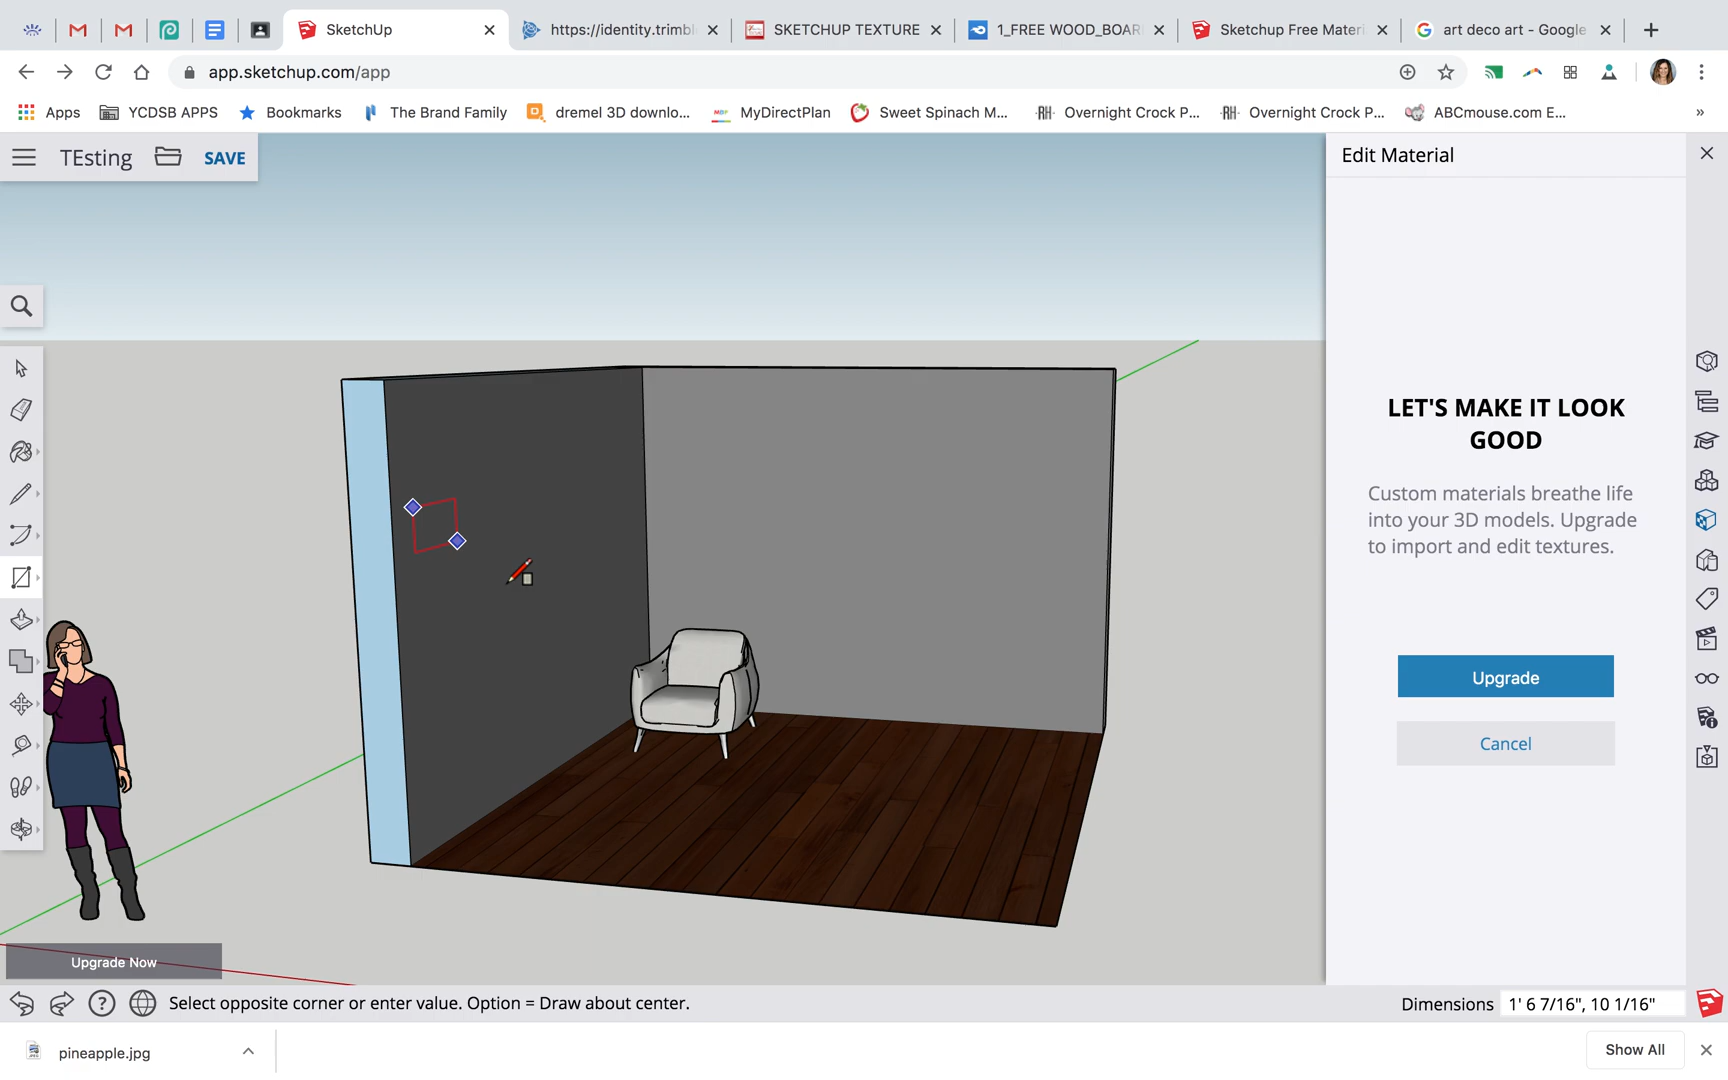 SketchUp
https://identity.trimbl
SKETCHUP TEXTURE
1_FREE WOOD_BOAR
Sketchup Free Materi
art deco art - Google
app.sketchup.com/app
Apps
YCDSB APPS
Bookmarks
The Brand Family
dremel 3D downlo...
MyDirectPlan
Sweet Spinach M...
Overnight Crock P...
Overnight Crock P...
ABCmouse.com E...
TEsting
SAVE
Edit Material
LET'S MAKE IT LOOK
GOOD
Custom materials breathe life
into your 3D models. Upgrade
to import and edit textures.
Upgrade
Cancel
Upgrade Now
Select opposite corner or enter value. Option = Draw about center.
Dimensions
1' 6 7/16", 10 1/16"
pineapple.jpg
Show All